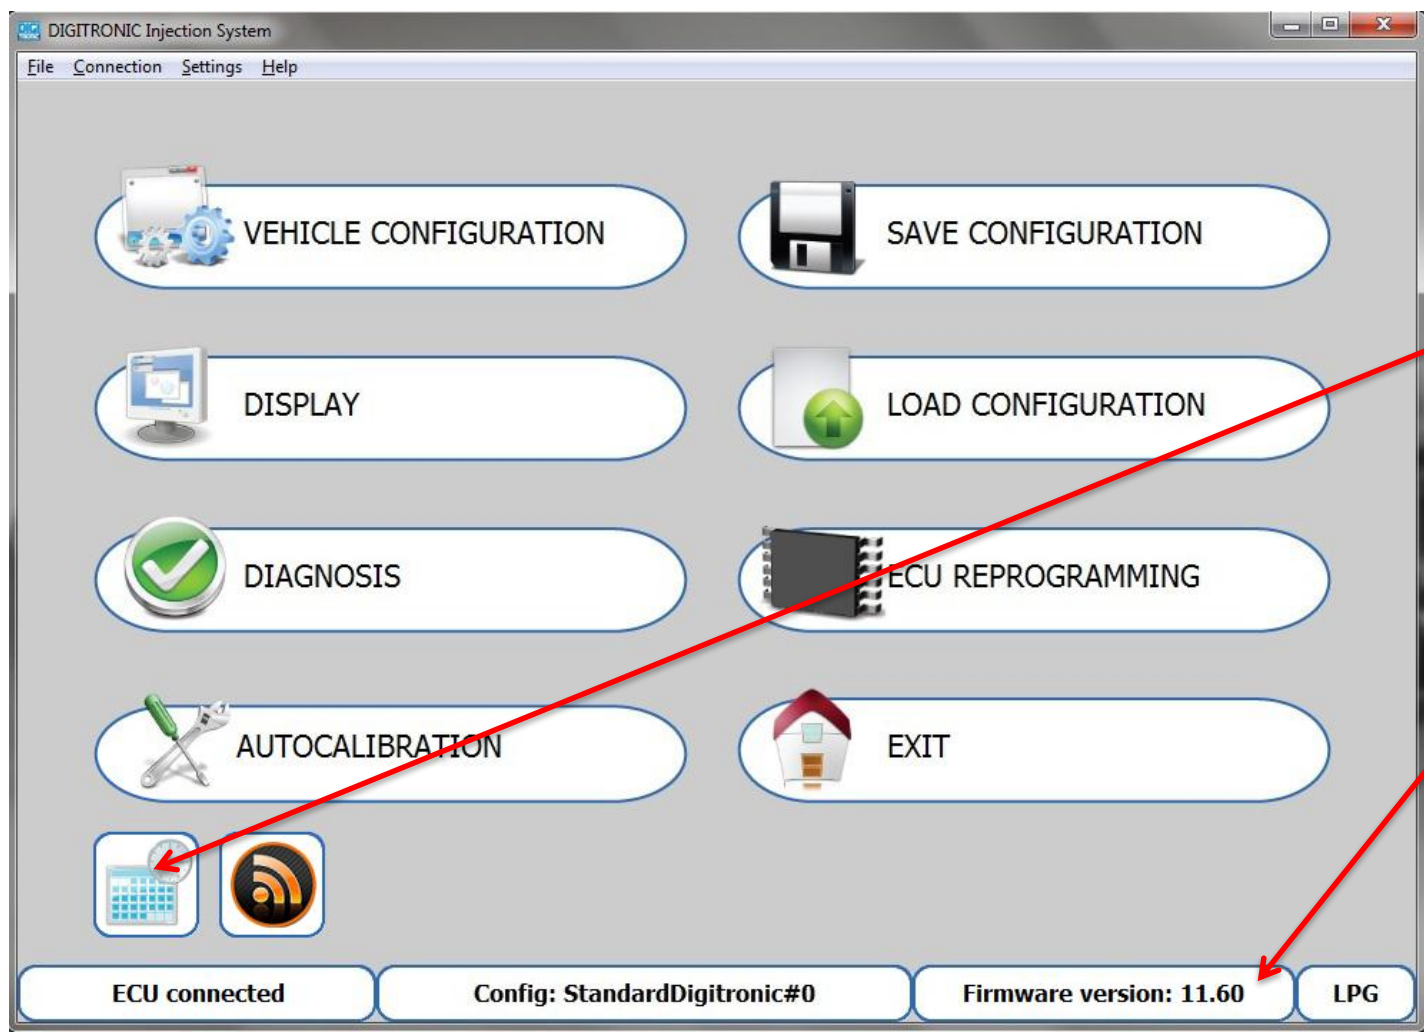 DIGITRONIC Injection System
File Connection Settings Help
VEHICLE CONFIGURATION
SAVE CONFIGURATION
DISPLAY
LOAD CONFIGURATION
DIAGNOSIS
ECU REPROGRAMMING
AUTOCALIBRATION
EXIT
ECU connected
Config: StandardDigitronic#0
Firmware version: 11.60
LPG